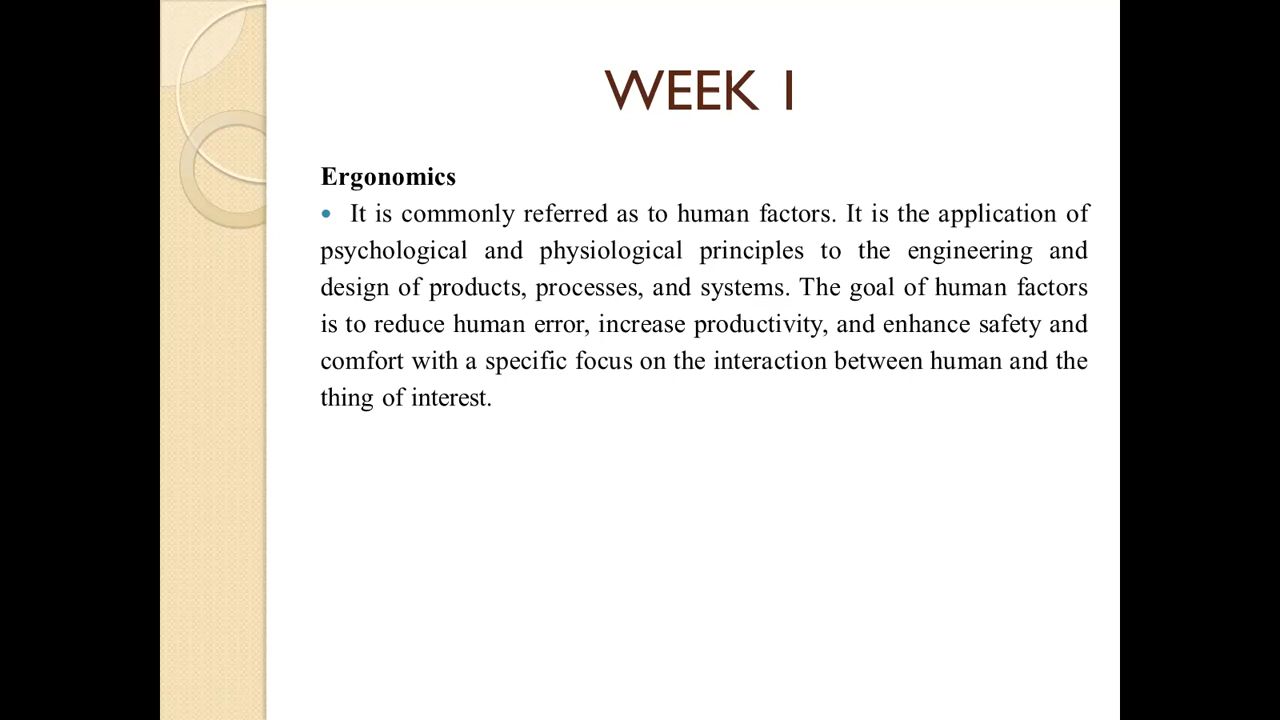 WEEK 1
Ergonomics
• It is commonly referred as to human factors. It is the application of
psychological and physiological principles to the engineering and
design of products, processes, and systems. The goal of human factors
is to reduce human error, increase productivity, and enhance safety and
comfort with a specific focus on the interaction between human and the
thing of interest.